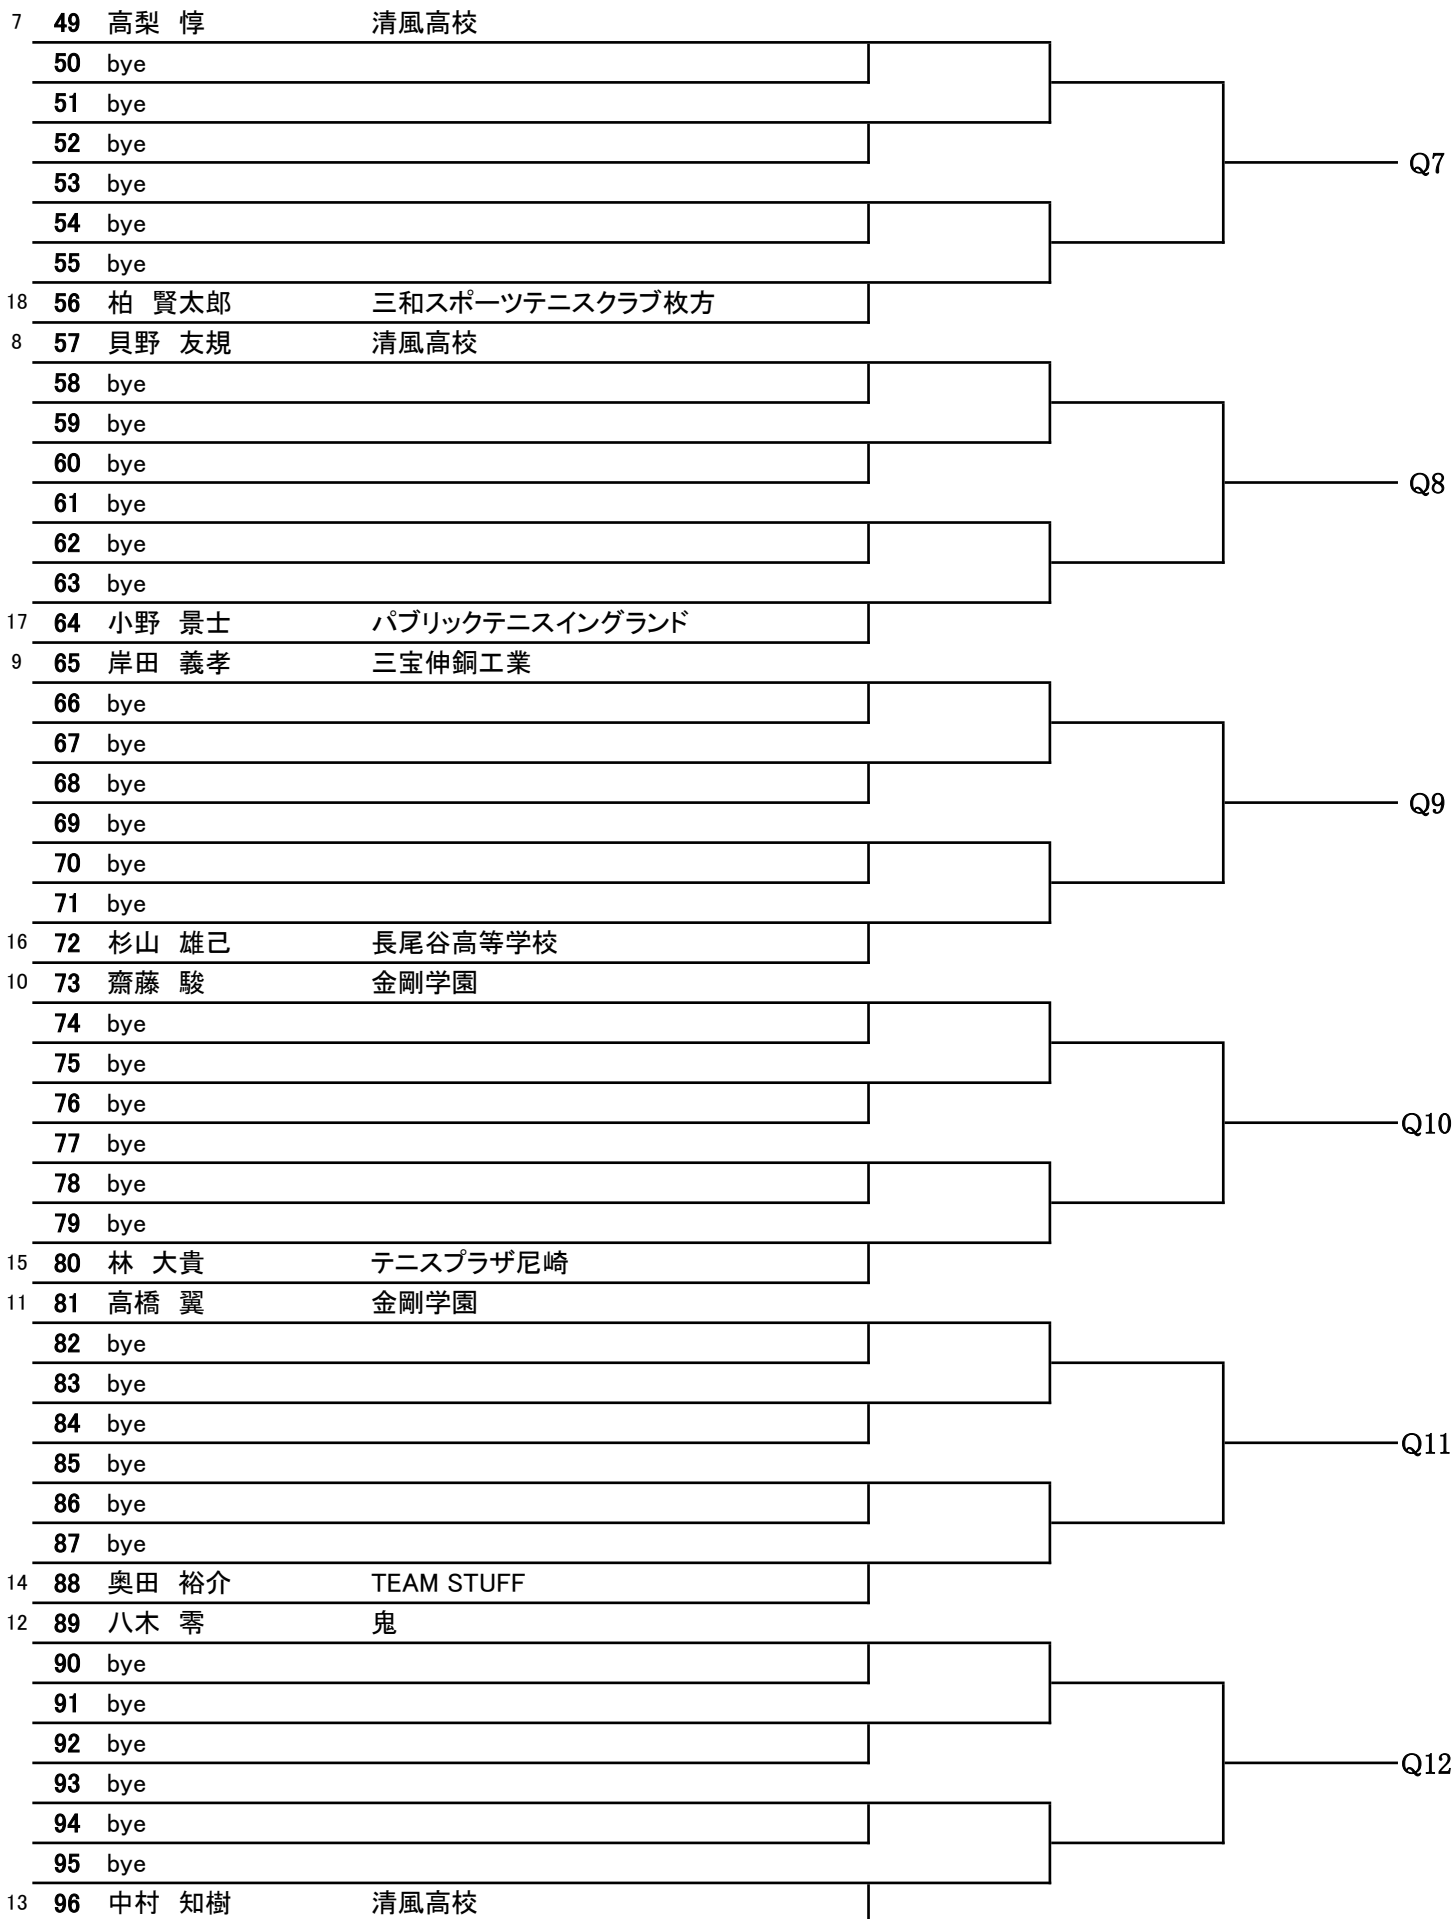 7 49 高梨 惇 清風高校
50 bye
51 bye
52 bye
Q7
53 bye
54 bye
55 bye
18 56 柏 賢太郎 三和スポーツテニスクラブ枚方
8 57 貝野 友規 清風高校
58 bye
59 bye
60 bye
Q8
61 bye
62 bye
63 bye
17 64 小野 景士 パブリックテニスイングランド
9 65 岸田 義孝 三宝伸銅工業
66 bye
67 bye
68 bye
Q9
69 bye
70 bye
71 bye
16 72 杉山 雄己 長尾谷高等学校
10 73 齋藤 駿 金剛学園
74 bye
75 bye
76 bye
Q10
77 bye
78 bye
79 bye
15 80 林 大貴 テニスプラザ尼崎
11 81 高橋 翼 金剛学園
82 bye
83 bye
84 bye
Q11
85 bye
86 bye
87 bye
14 88 奥田 裕介 TEAM STUFF
12 89 八木 零 鬼
90 bye
91 bye
92 bye
Q12
93 bye
94 bye
95 bye
13 96 中村 知樹 清風高校